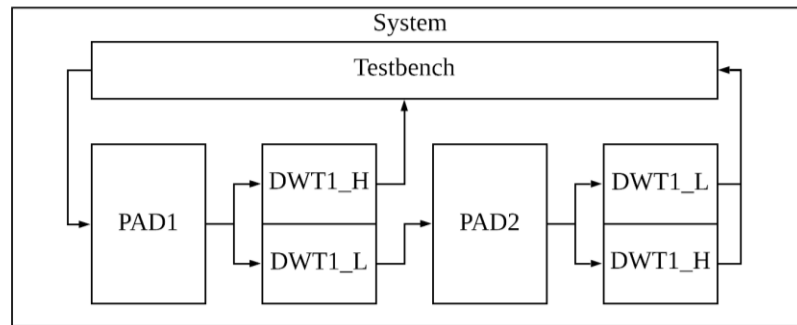 System
Testbench
PAD1
DWT1_H
DWT1_L
PAD2
DWT1_L
DWT1_H